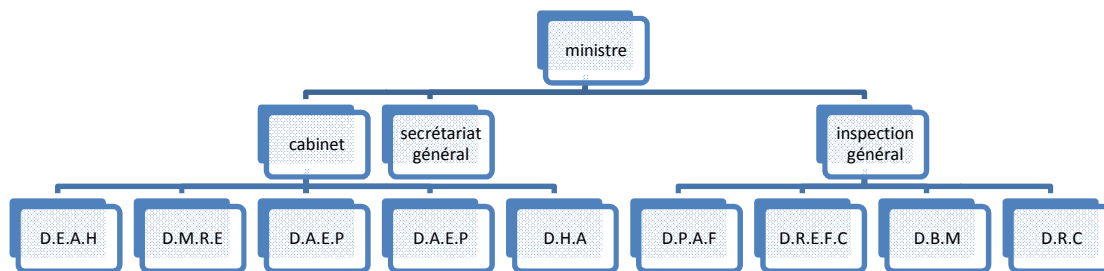 ministre
cabinet
secrétariat
général
inspection
général
D.E.A.H
D.M.R.E
D.A.E.P
D.A.E.P
D.H.A
D.P.A.F
D.R.E.F.C
D.B.M
D.R.C